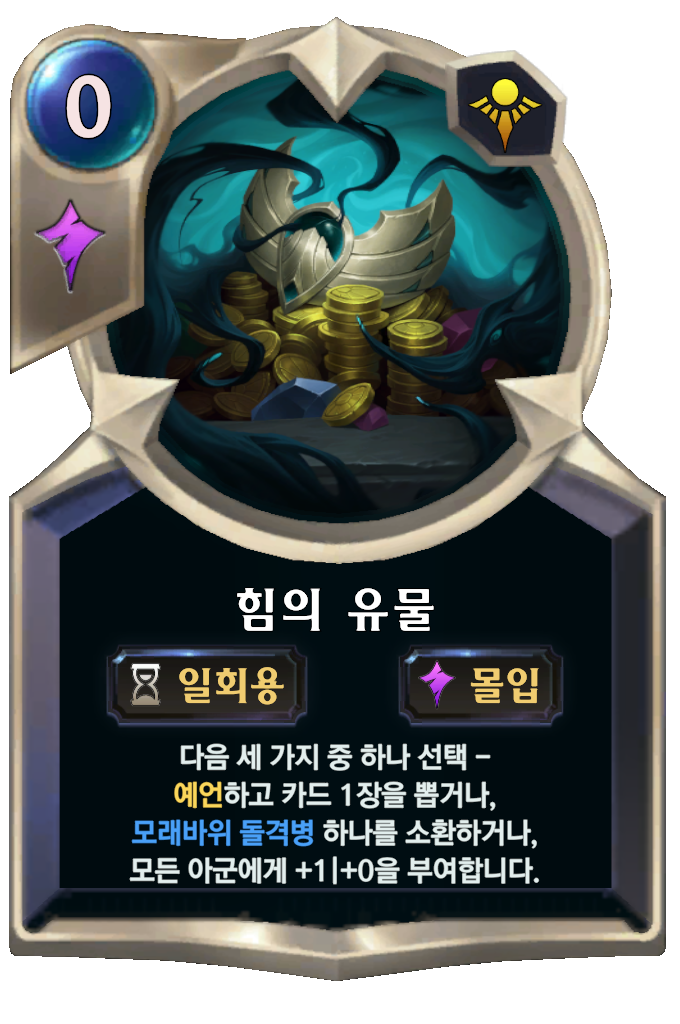 0
힘의 유물
일회용
몰입
다음 세 가지 중 하나 선택 –
예언하고 카드 1장을 뽑거나,
모래바위 돌격병 하나를 소환하거나,
모든 아군에게 +1|+0을 부여합니다.